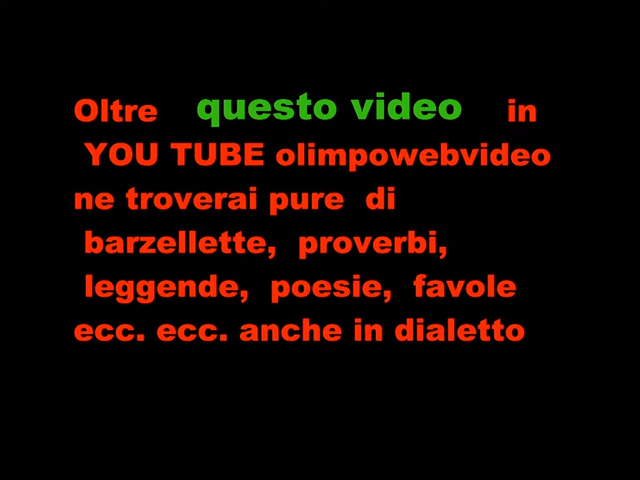 Oltre questo video in
YOU TUBE olimpowebvideo
ne troverai pure di
barzellette, proverbi,
leggende, poesie, favole
ecc. ecc. anche in dialetto